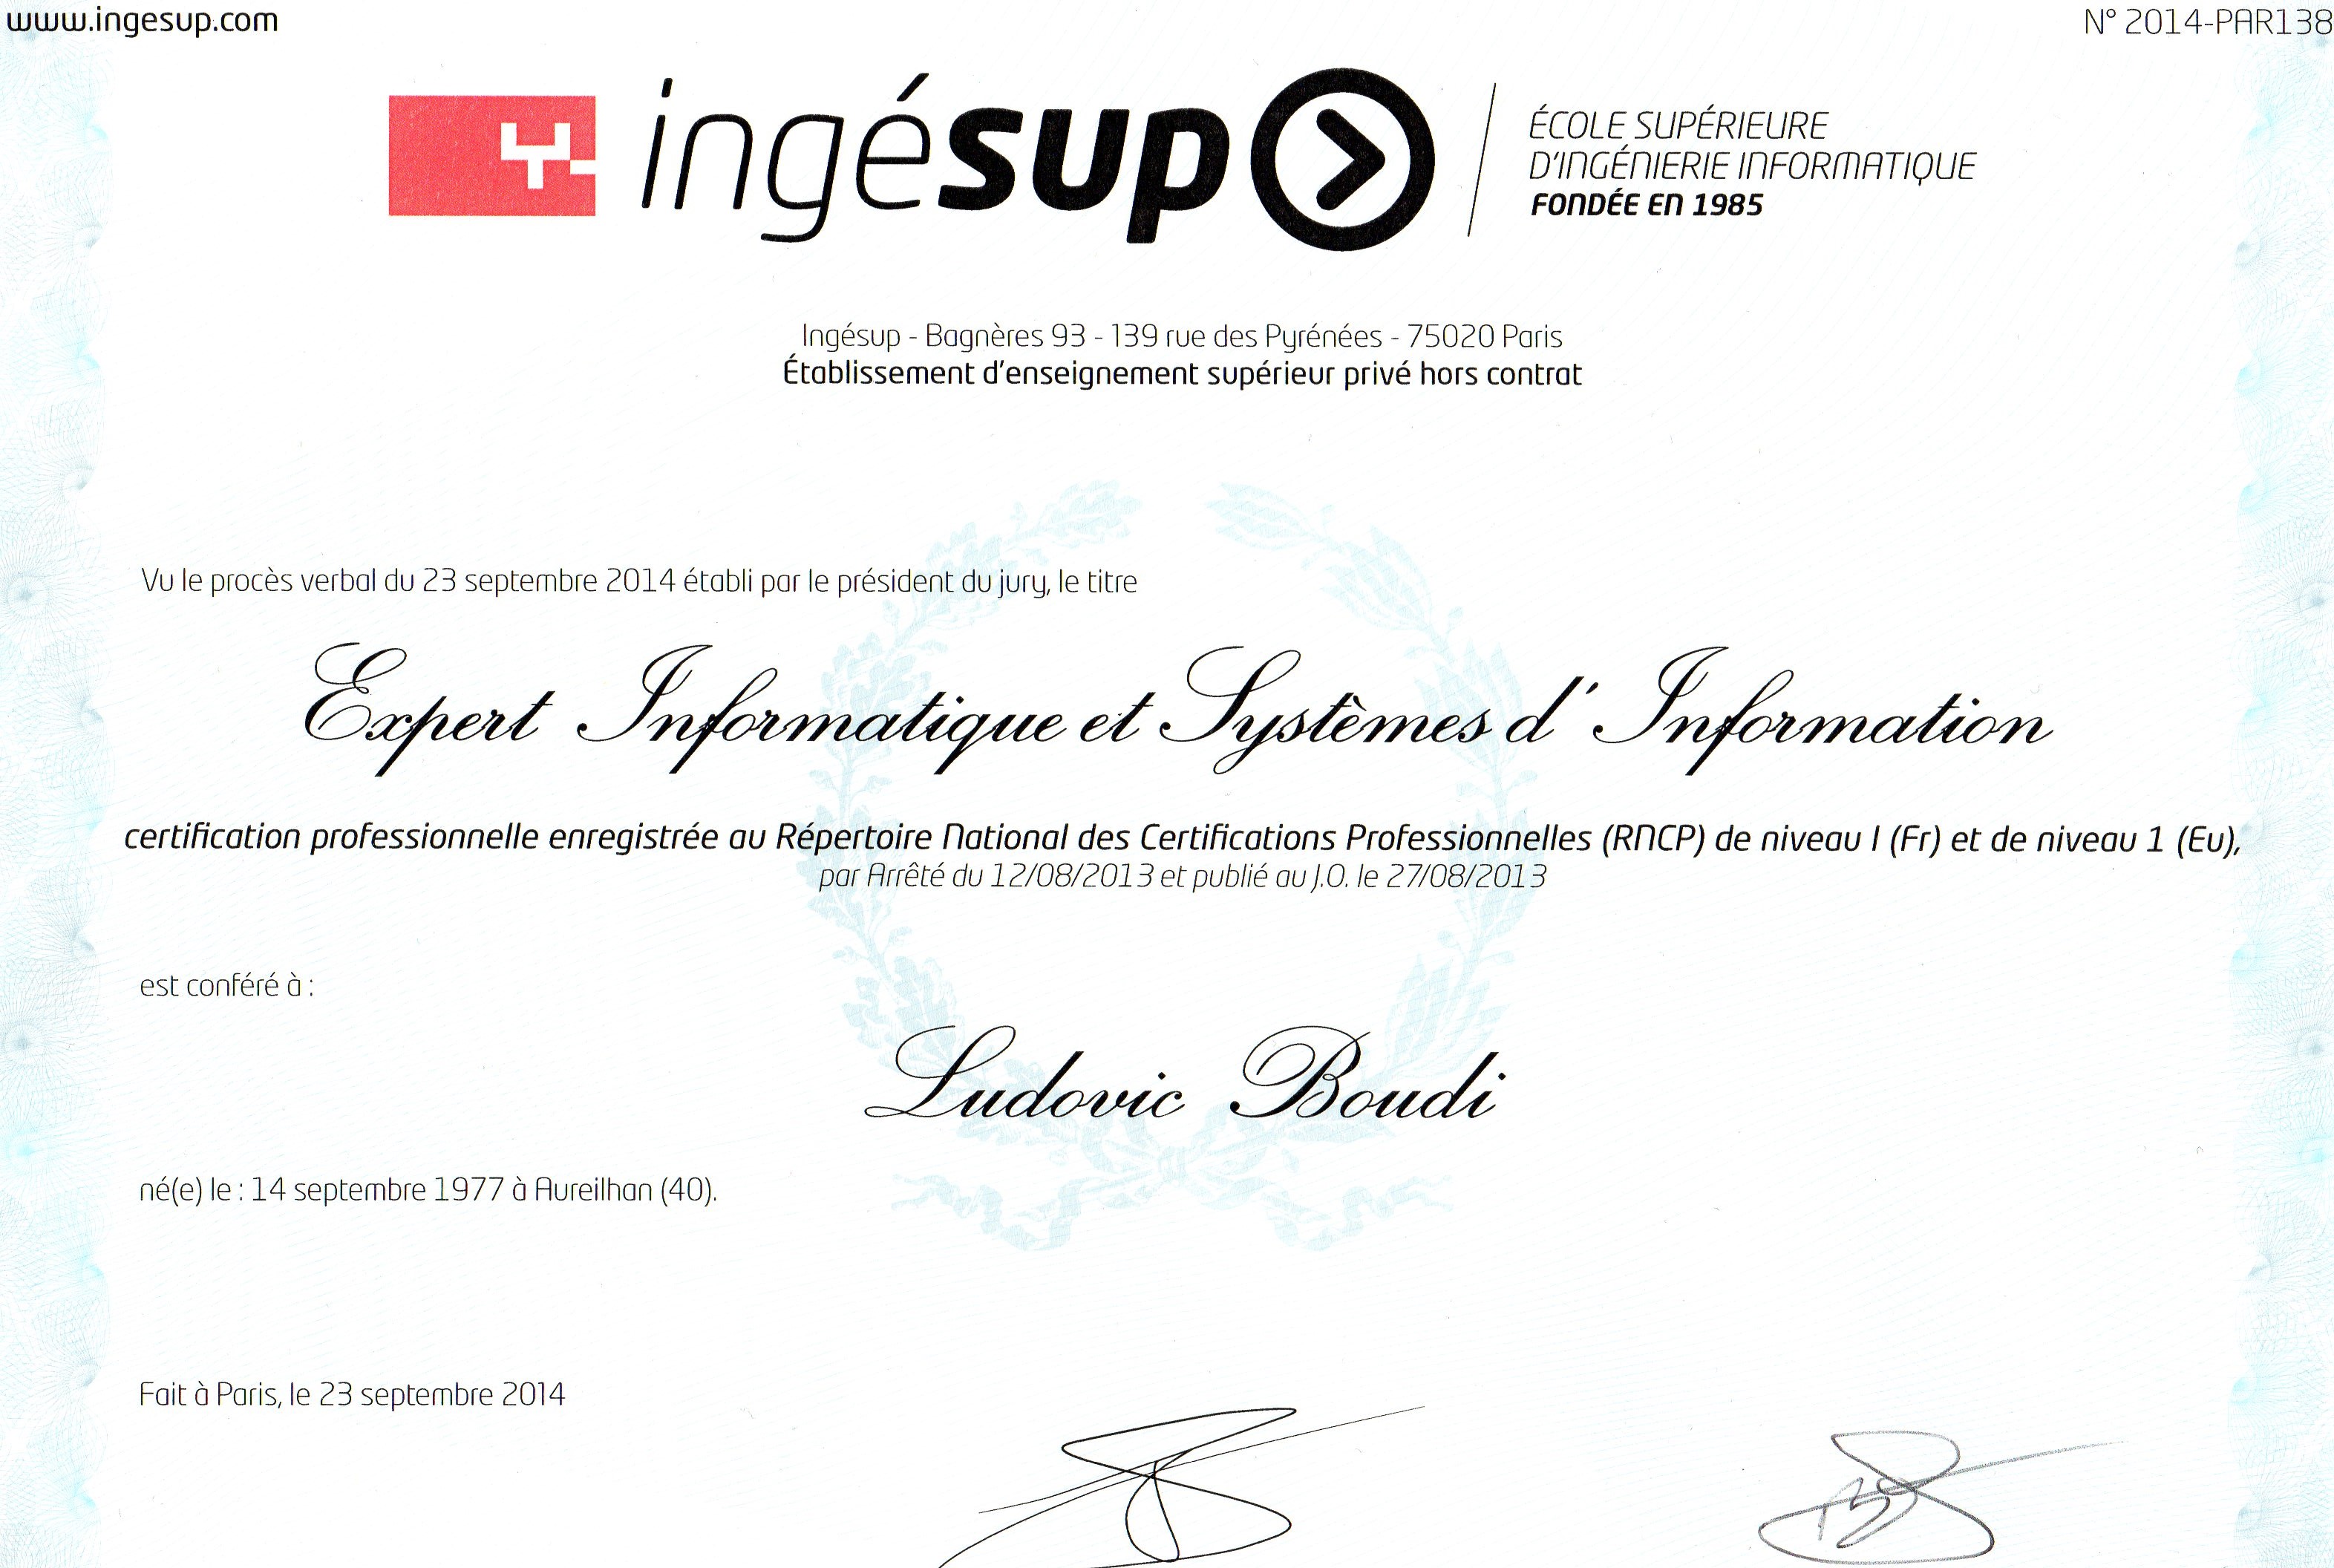 www.ingesup.com
N° 2014-PAR138
ingésup
ÉCOLE SUPÉRIEURE
D'INGÉNIERIE INFORMATIQUE
FONDÉE EN 1985
Ingésup - Bagnères 93 - 139 rue des Pyrénées - 75020 Paris
Établissement d'enseignement supérieur privé hors contrat
Vu le procès verbal du 23 septembre 2014 établi par le président du jury, le titre
Expert Informatique et Systèmes d'Information
certification professionnelle enregistrée au Répertoire National des Certifications Professionnelles (RNCP) de niveau I (Fr) et de niveau 1 (Eu),
par Arrêté du 12/08/2013 et publié au J.O. le 27/08/2013
est conféré à :
Ludovic Boudi
né(e) le : 14 septembre 1977 à Aureilhan (40).
Fait à Paris, le 23 septembre 2014